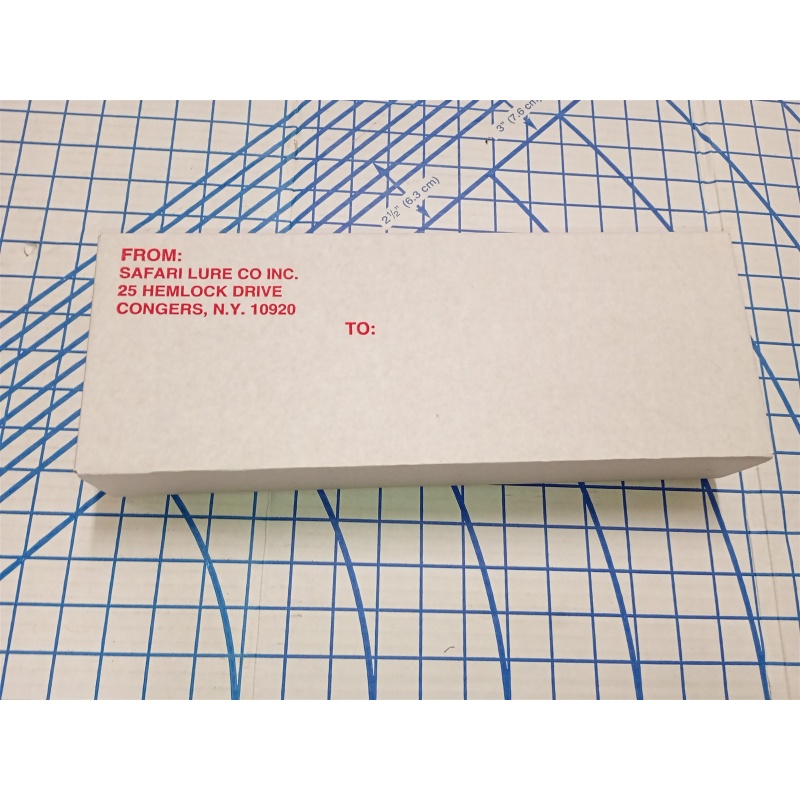 3" (7.6 cm)
2½" (6.3 cm)
FROM:
SAFARI LURE CO INC.
25 HEMLOCK DRIVE
CONGERS, N.Y. 10920
TO: